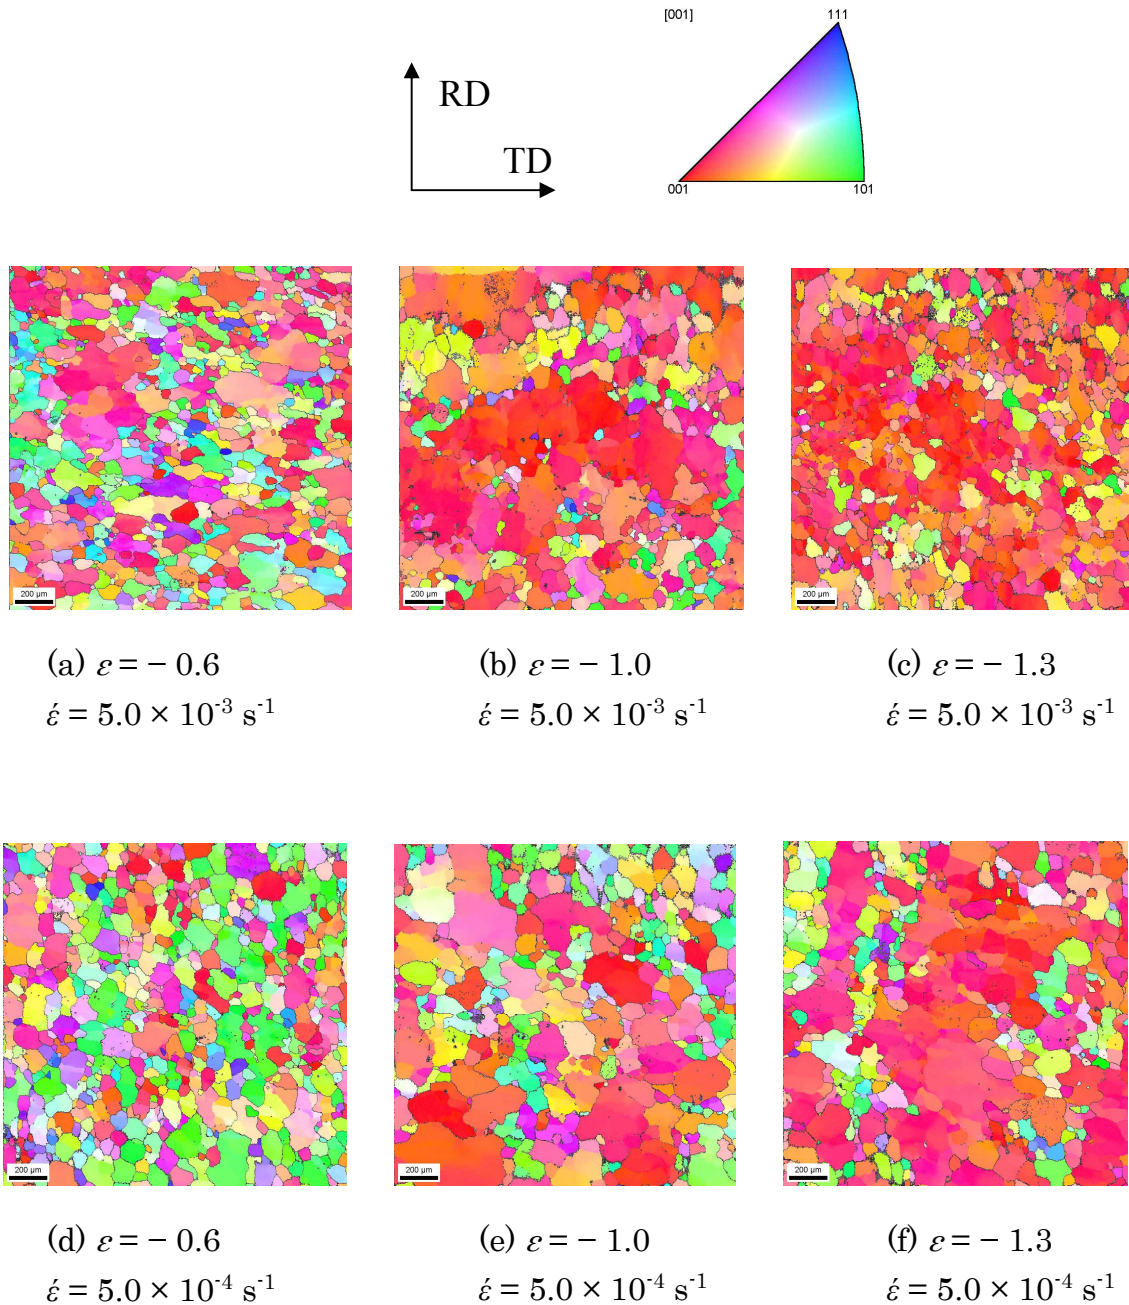 [001]
111
RD
TD
001
101
200 μm
200 μm
200 μm
(a) ε = − 0.6
(b) ε = − 1.0
(c) ε = − 1.3
έ = 5.0 × 10⁻³ s⁻¹
έ = 5.0 × 10⁻³ s⁻¹
έ = 5.0 × 10⁻³ s⁻¹
200 μm
200 μm
200 μm
(d) ε = − 0.6
(e) ε = − 1.0
(f) ε = − 1.3
έ = 5.0 × 10⁻⁴ s⁻¹
έ = 5.0 × 10⁻⁴ s⁻¹
έ = 5.0 × 10⁻⁴ s⁻¹